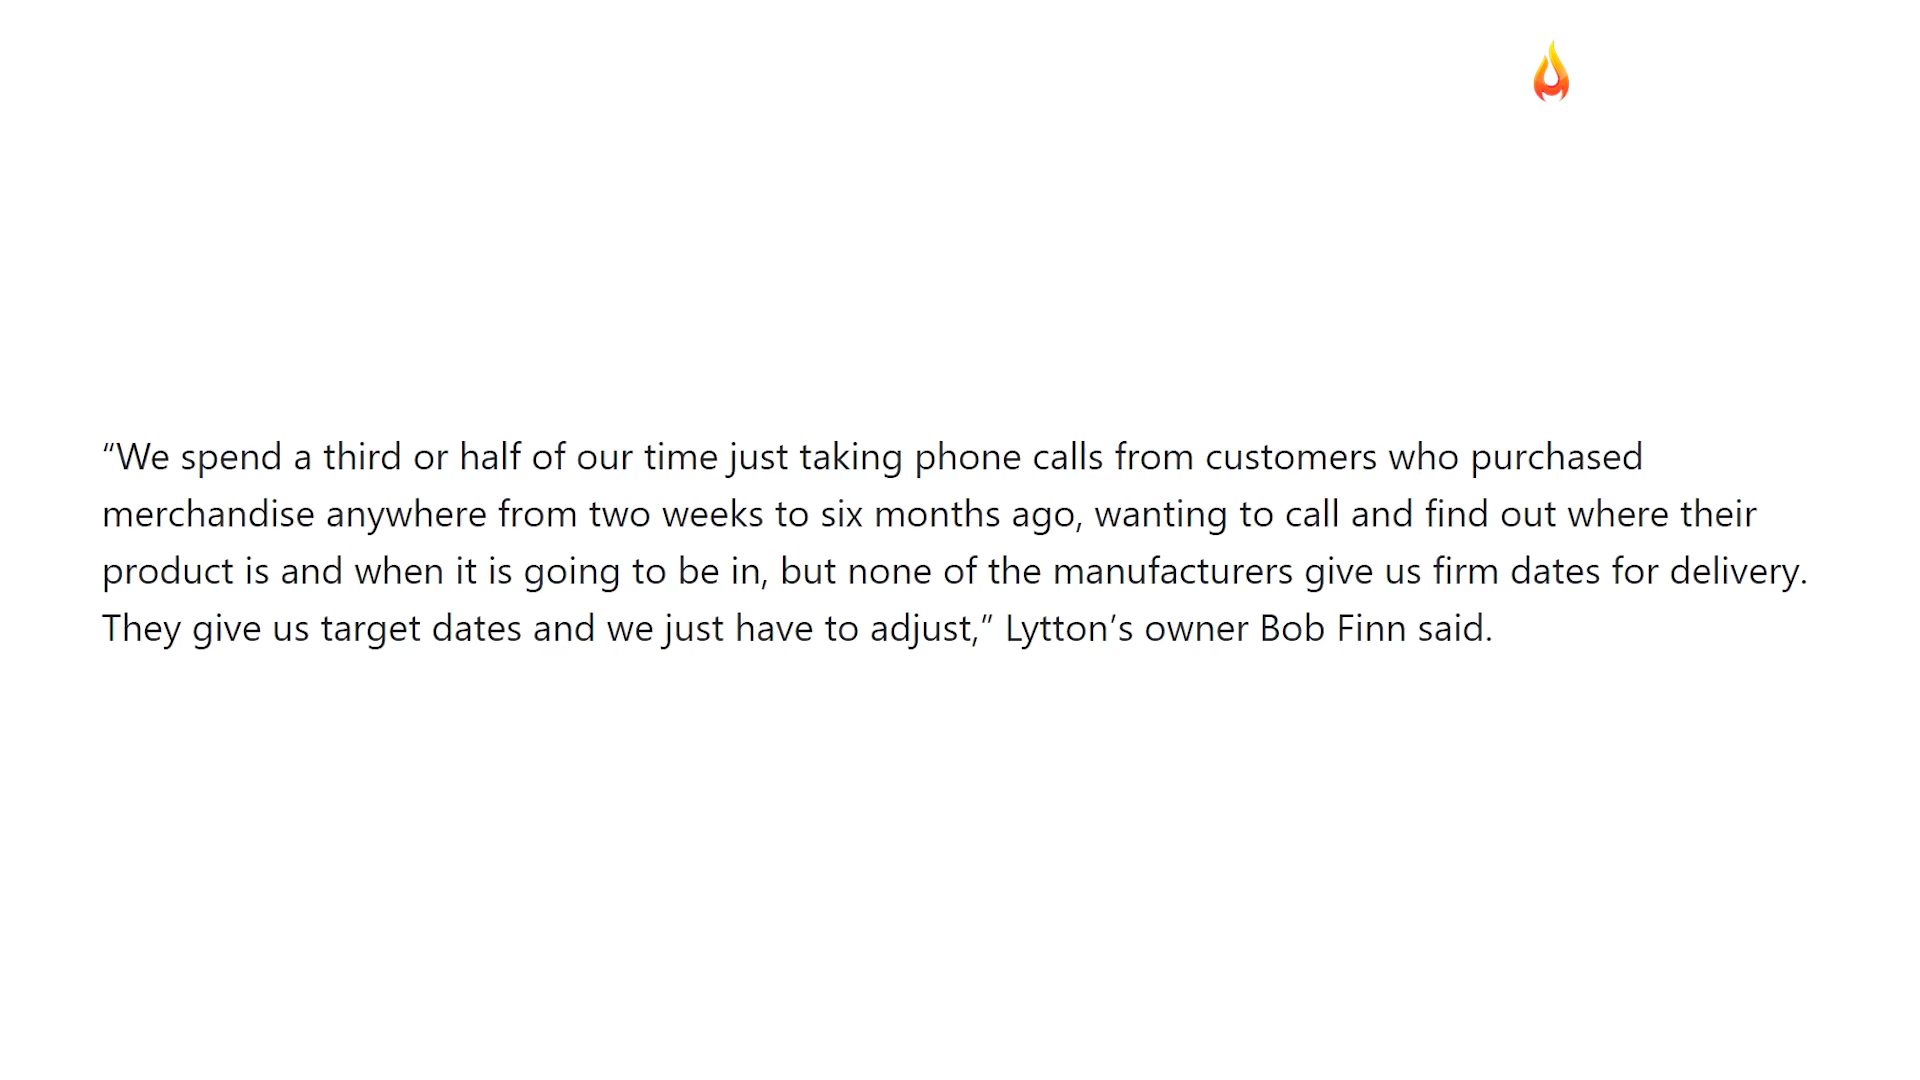 “We spend a third or half of our time just taking phone calls from customers who purchased
merchandise anywhere from two weeks to six months ago, wanting to call and find out where their
product is and when it is going to be in, but none of the manufacturers give us firm dates for delivery.
They give us target dates and we just have to adjust,” Lytton’s owner Bob Finn said.